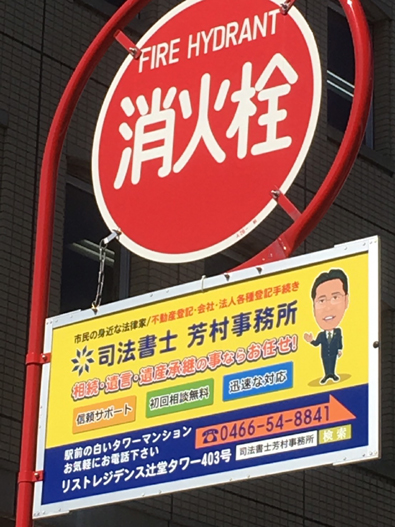 FIRE HYDRANT
消火栓
市民の身近な法律家/不動産登記・会社・法人各種登記手続き
司法書士 芳村事務所
相続・遺言・遺産承継の事ならお任せ!
信頼サポート 初回相談無料 迅速な対応
駅前の白いタワーマンション
お気軽にお電話下さい
リストレジデンス辻堂タワー403号
☎0466-54-8841
司法書士芳村事務所 検索